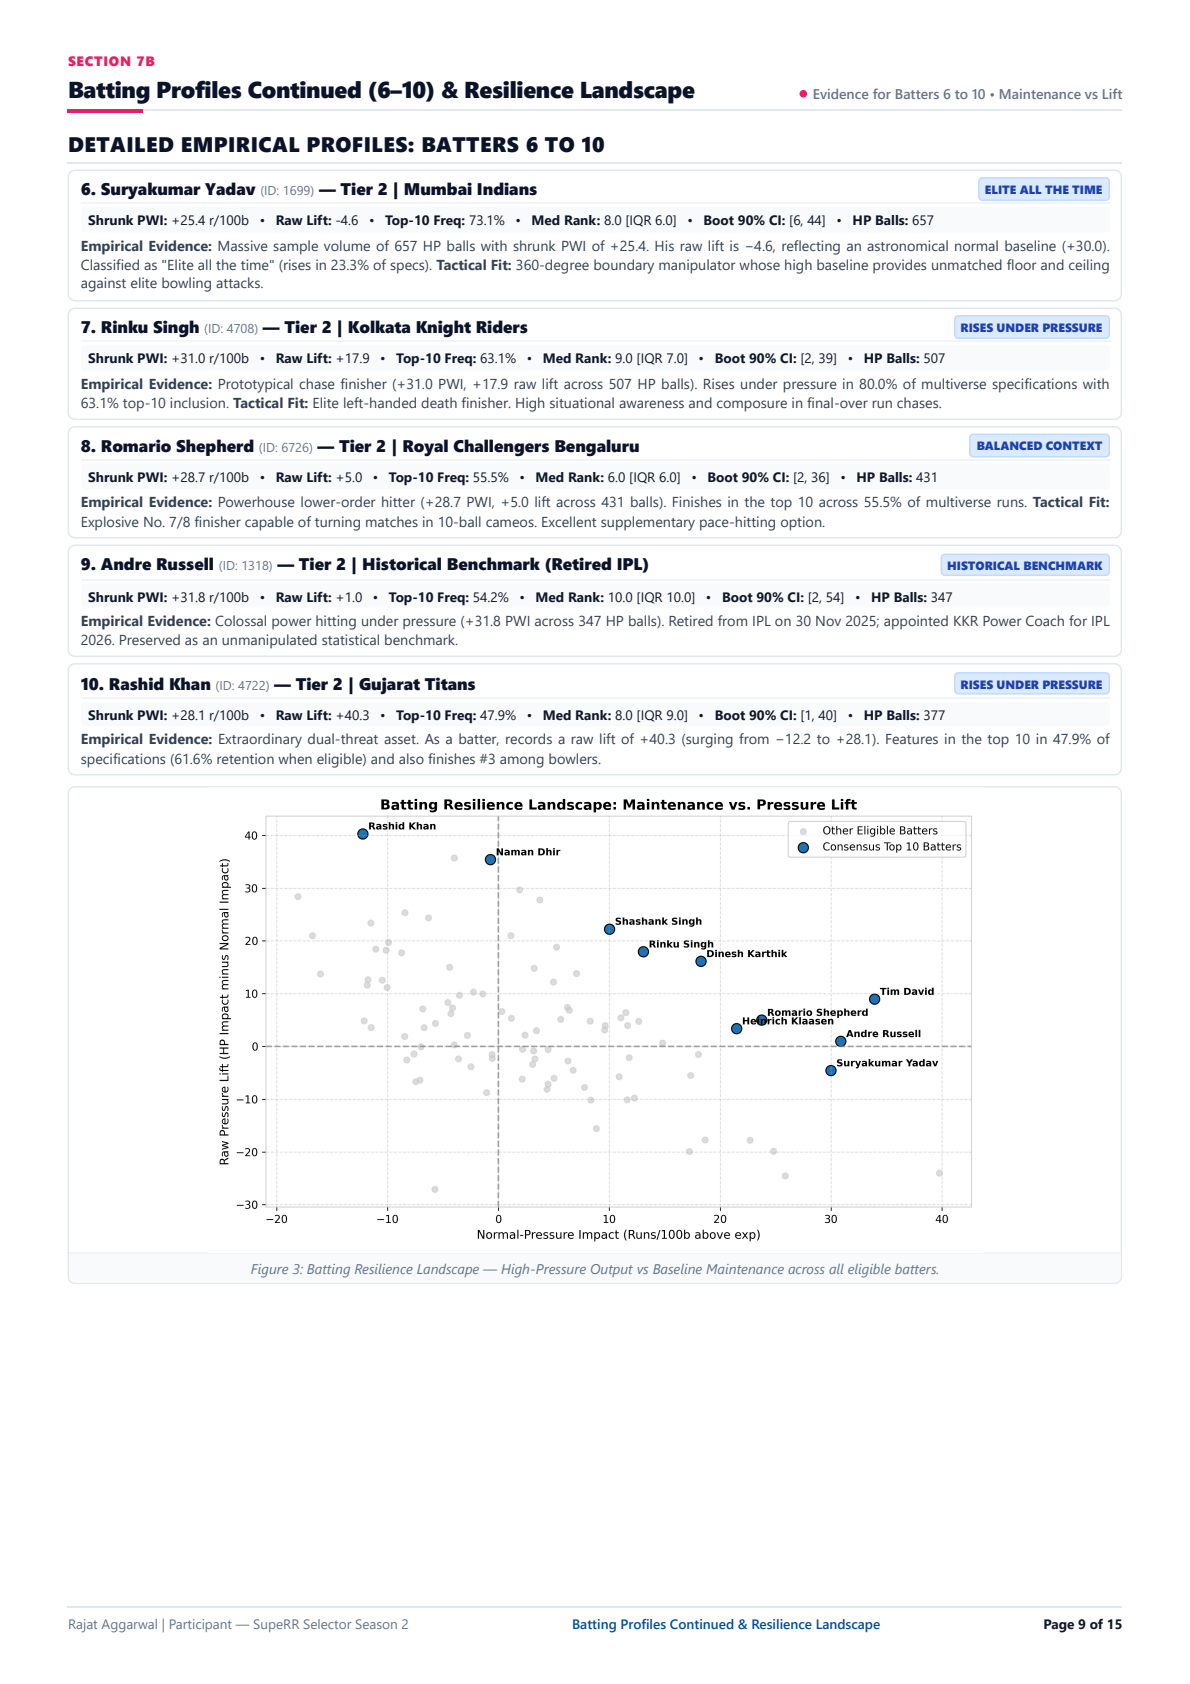 SECTION 7B
Batting Profiles Continued (6–10) & Resilience Landscape
● Evidence for Batters 6 to 10 • Maintenance vs Lift
DETAILED EMPIRICAL PROFILES: BATTERS 6 TO 10
6. Suryakumar Yadav (ID: 1699) — Tier 2 | Mumbai Indians
ELITE ALL THE TIME
Shrunk PWI: +25.4 r/100b • Raw Lift: -4.6 • Top-10 Freq: 73.1% • Med Rank: 8.0 [IQR 6.0] • Boot 90% CI: [6, 44] • HP Balls: 657
Empirical Evidence: Massive sample volume of 657 HP balls with shrunk PWI of +25.4. His raw lift is −4.6, reflecting an astronomical normal baseline (+30.0).
Classified as "Elite all the time" (rises in 23.3% of specs). Tactical Fit: 360-degree boundary manipulator whose high baseline provides unmatched floor and ceiling
against elite bowling attacks.
7. Rinku Singh (ID: 4708) — Tier 2 | Kolkata Knight Riders
RISES UNDER PRESSURE
Shrunk PWI: +31.0 r/100b • Raw Lift: +17.9 • Top-10 Freq: 63.1% • Med Rank: 9.0 [IQR 7.0] • Boot 90% CI: [2, 39] • HP Balls: 507
Empirical Evidence: Prototypical chase finisher (+31.0 PWI, +17.9 raw lift across 507 HP balls). Rises under pressure in 80.0% of multiverse specifications with
63.1% top-10 inclusion. Tactical Fit: Elite left-handed death finisher. High situational awareness and composure in final-over run chases.
8. Romario Shepherd (ID: 6726) — Tier 2 | Royal Challengers Bengaluru
BALANCED CONTEXT
Shrunk PWI: +28.7 r/100b • Raw Lift: +5.0 • Top-10 Freq: 55.5% • Med Rank: 6.0 [IQR 6.0] • Boot 90% CI: [2, 36] • HP Balls: 431
Empirical Evidence: Powerhouse lower-order hitter (+28.7 PWI, +5.0 lift across 431 balls). Finishes in the top 10 across 55.5% of multiverse runs. Tactical Fit:
Explosive No. 7/8 finisher capable of turning matches in 10-ball cameos. Excellent supplementary pace-hitting option.
9. Andre Russell (ID: 1318) — Tier 2 | Historical Benchmark (Retired IPL)
HISTORICAL BENCHMARK
Shrunk PWI: +31.8 r/100b • Raw Lift: +1.0 • Top-10 Freq: 54.2% • Med Rank: 10.0 [IQR 10.0] • Boot 90% CI: [2, 54] • HP Balls: 347
Empirical Evidence: Colossal power hitting under pressure (+31.8 PWI across 347 HP balls). Retired from IPL on 30 Nov 2025; appointed KKR Power Coach for IPL
2026. Preserved as an unmanipulated statistical benchmark.
10. Rashid Khan (ID: 4722) — Tier 2 | Gujarat Titans
RISES UNDER PRESSURE
Shrunk PWI: +28.1 r/100b • Raw Lift: +40.3 • Top-10 Freq: 47.9% • Med Rank: 8.0 [IQR 9.0] • Boot 90% CI: [1, 40] • HP Balls: 377
Empirical Evidence: Extraordinary dual-threat asset. As a batter, records a raw lift of +40.3 (surging from −12.2 to +28.1). Features in the top 10 in 47.9% of
specifications (61.6% retention when eligible) and also finishes #3 among bowlers.
Batting Resilience Landscape: Maintenance vs. Pressure Lift
Other Eligible Batters
Consensus Top 10 Batters
Rashid Khan
Naman Dhir
Shashank Singh
Rinku Singh
Dinesh Karthik
Tim David
Romario Shepherd
Heinrich Klaasen
Andre Russell
Suryakumar Yadav
Raw Pressure Lift (HP Impact minus Normal Impact)
40
30
20
10
0
−10
−20
−30
−20
−10
0
10
20
30
40
Normal-Pressure Impact (Runs/100b above exp)
Figure 3: Batting Resilience Landscape — High-Pressure Output vs Baseline Maintenance across all eligible batters.
Rajat Aggarwal | Participant — SupeRR Selector Season 2
Batting Profiles Continued & Resilience Landscape
Page 9 of 15